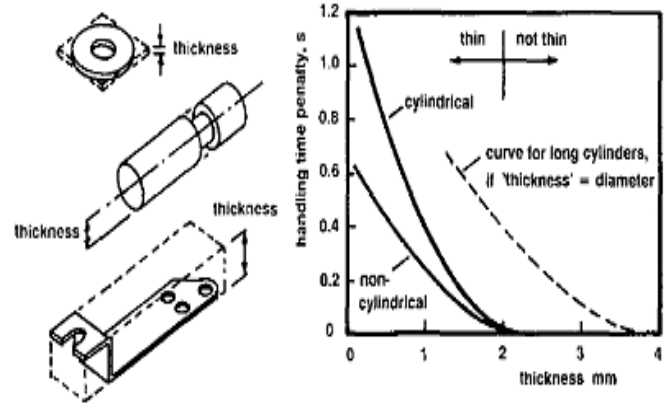 thickness
thickness
thickness
handling time penalty, s
1.2
1.0
0.8
0.6
0.4
0.2
0
thin
not thin
cylindrical
curve for long cylinders,
if 'thickness' = diameter
non-
cylindrical
0
1
2
3
4
thickness mm